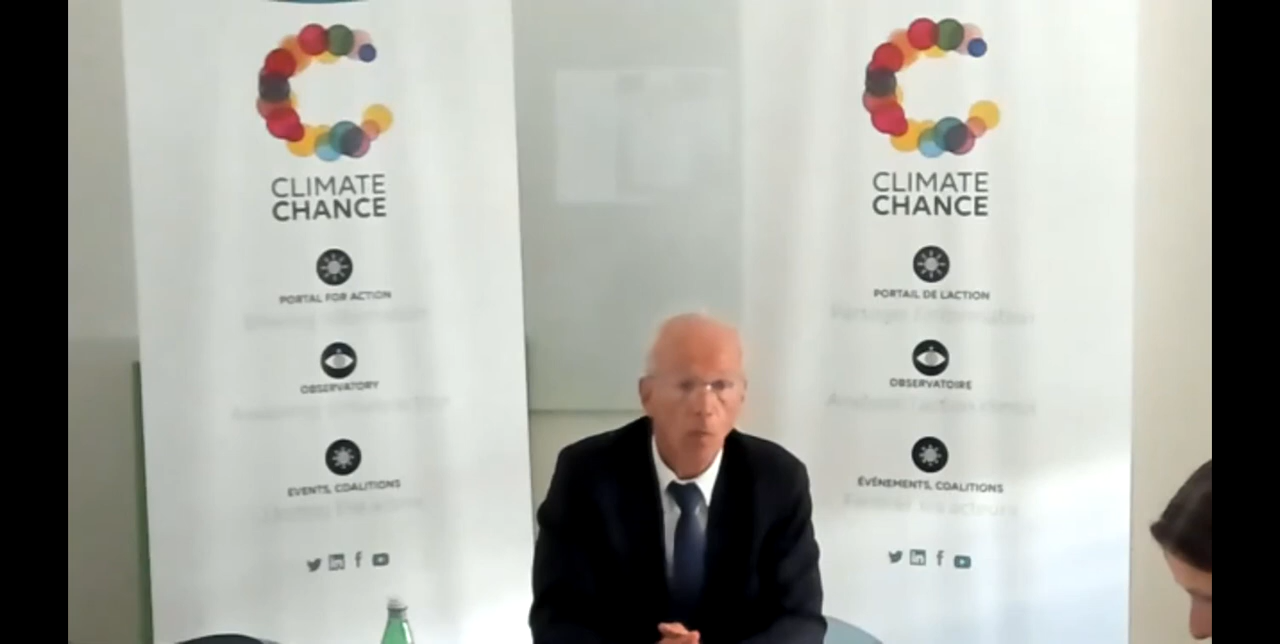 CLIMATE
CHANCE
PORTAL FOR ACTION
OBSERVATORY
EVENTS, COALITIONS
CLIMATE
CHANCE
PORTAIL DE L'ACTION
OBSERVATOIRE
ÉVÉNEMENTS, COALITIONS